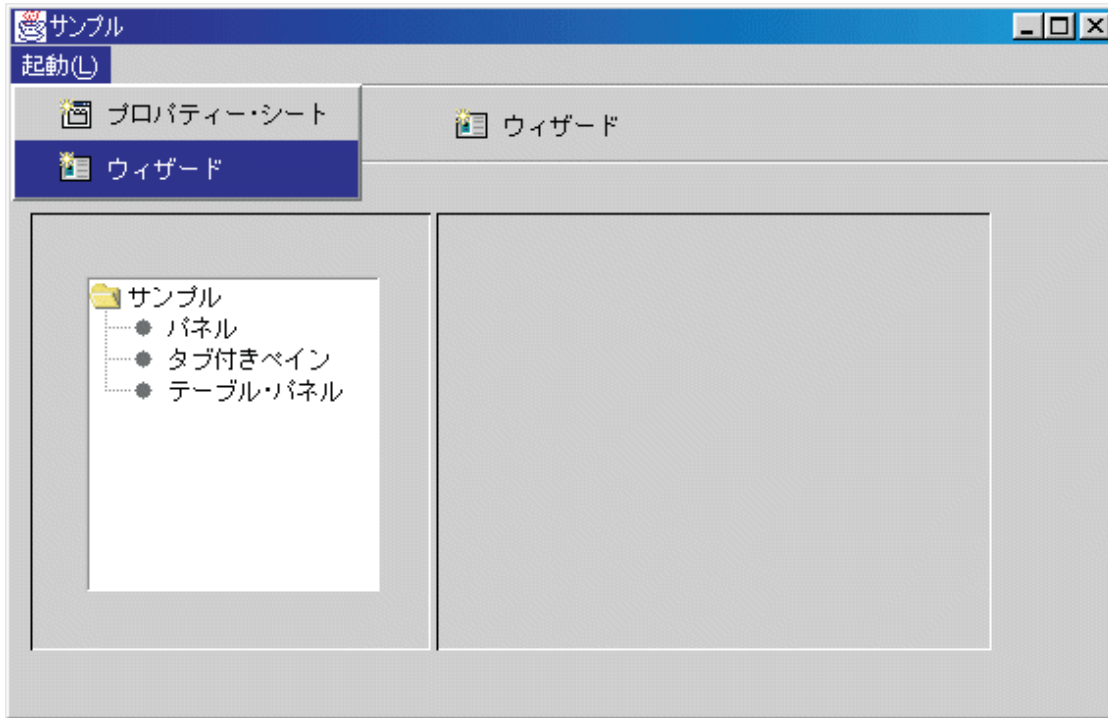 サンプル
起動(L)
プロパティー・シート
ウィザード
ウィザード
サンプル
パネル
タブ付きペイン
テーブル・パネル